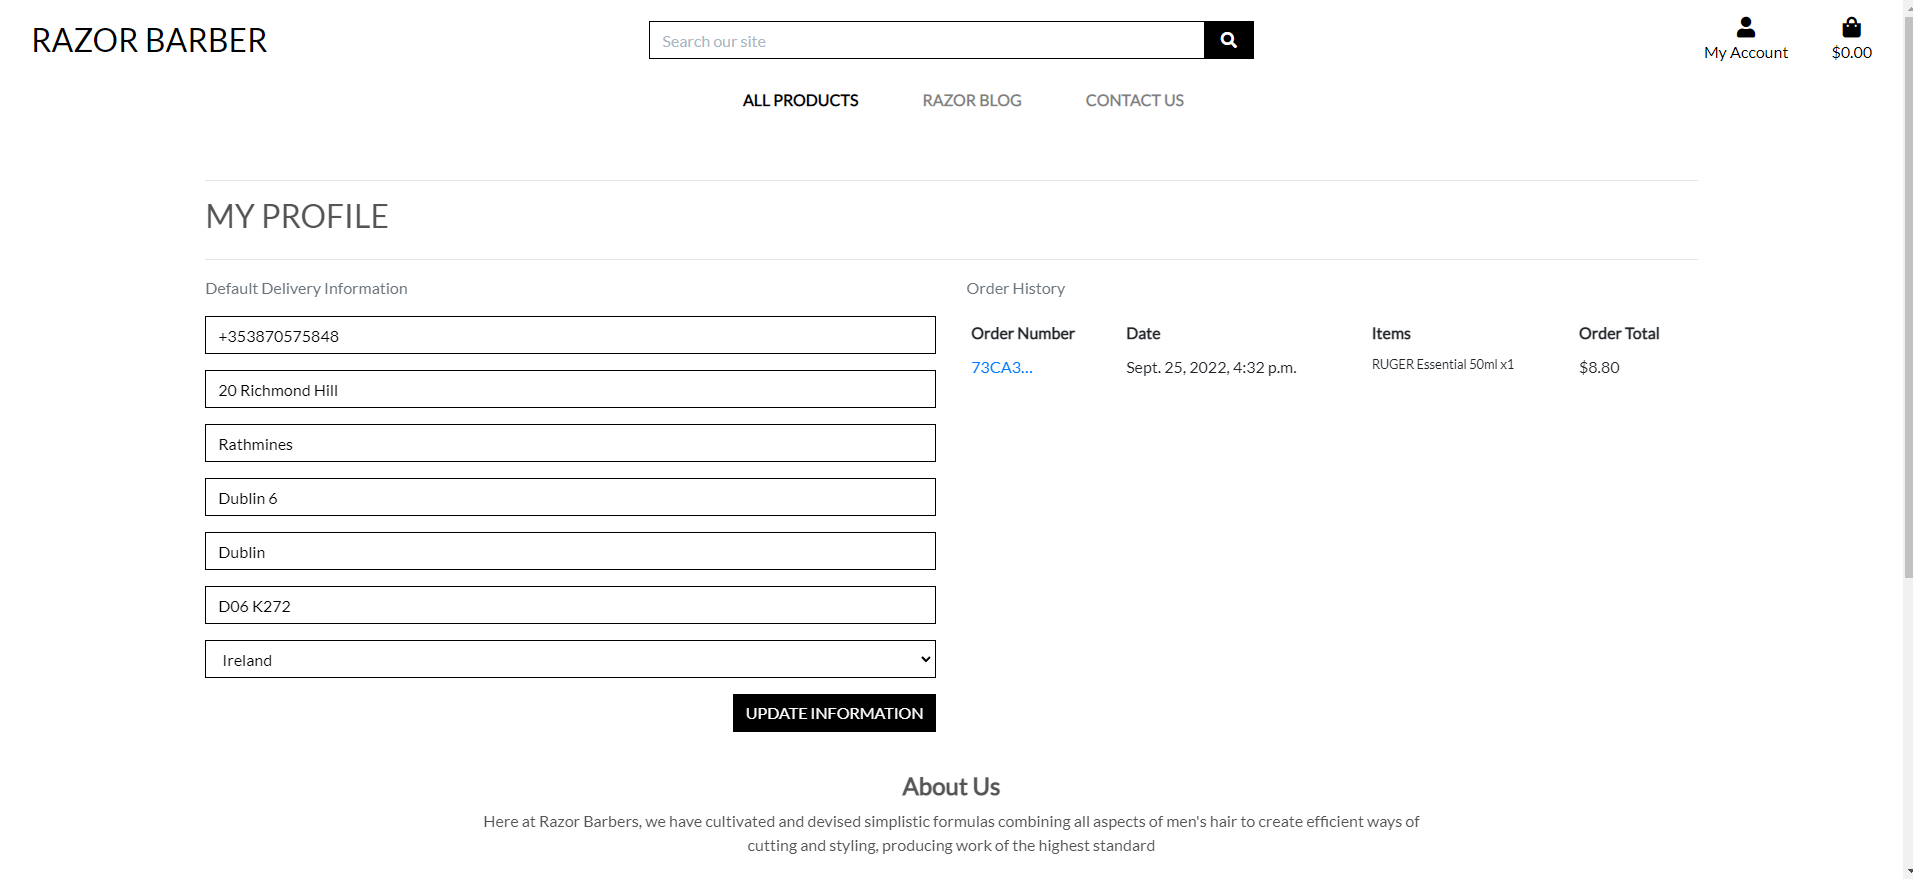 RAZOR BARBER
Search our site
My Account
$0.00
ALL PRODUCTS
RAZOR BLOG
CONTACT US
MY PROFILE
Default Delivery Information
+353870575848
20 Richmond Hill
Rathmines
Dublin 6
Dublin
D06 K272
Ireland
UPDATE INFORMATION
Order History
Order Number Date Items Order Total
73CA3... Sept. 25, 2022, 4:32 p.m. RUGER Essential 50ml x1 $8.80
About Us
Here at Razor Barbers, we have cultivated and devised simplistic formulas combining all aspects of men's hair to create efficient ways of
cutting and styling, producing work of the highest standard